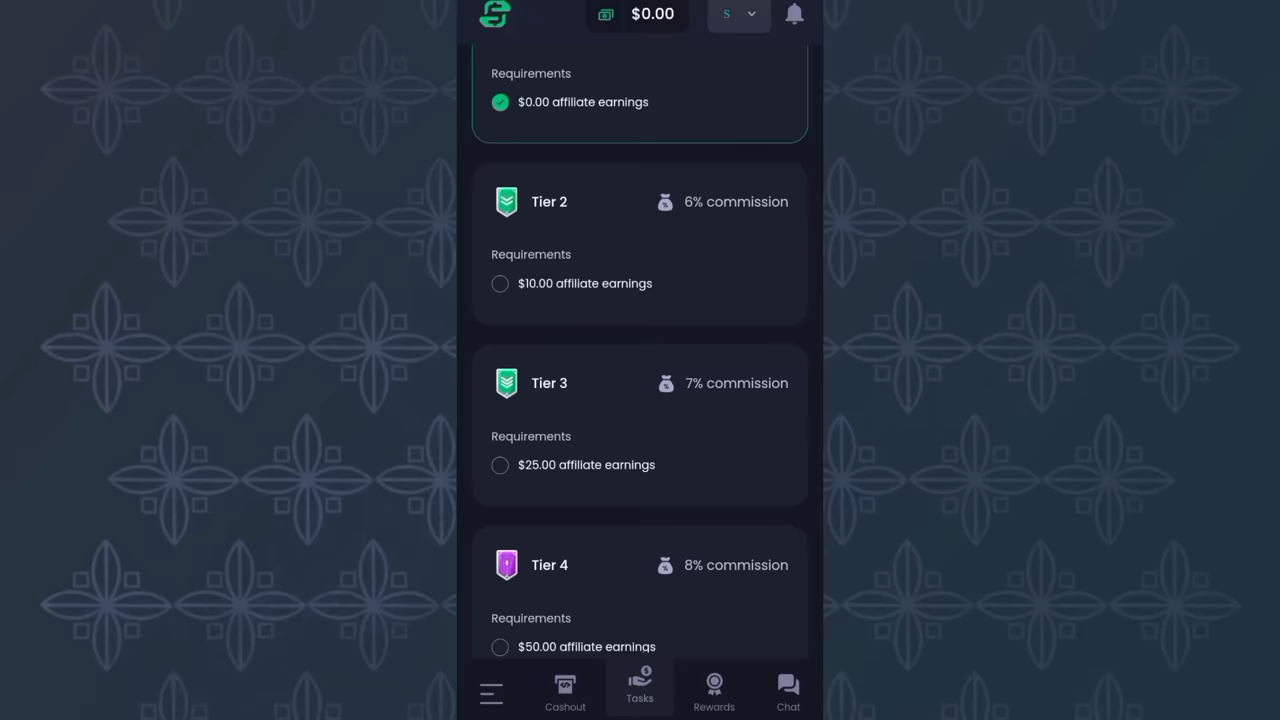 $0.00
S
Requirements
$0.00 affiliate earnings
Tier 2
6% commission
Requirements
$10.00 affiliate earnings
Tier 3
7% commission
Requirements
$25.00 affiliate earnings
Tier 4
8% commission
Requirements
$50.00 affiliate earnings
Cashout
Tasks
Rewards
Chat